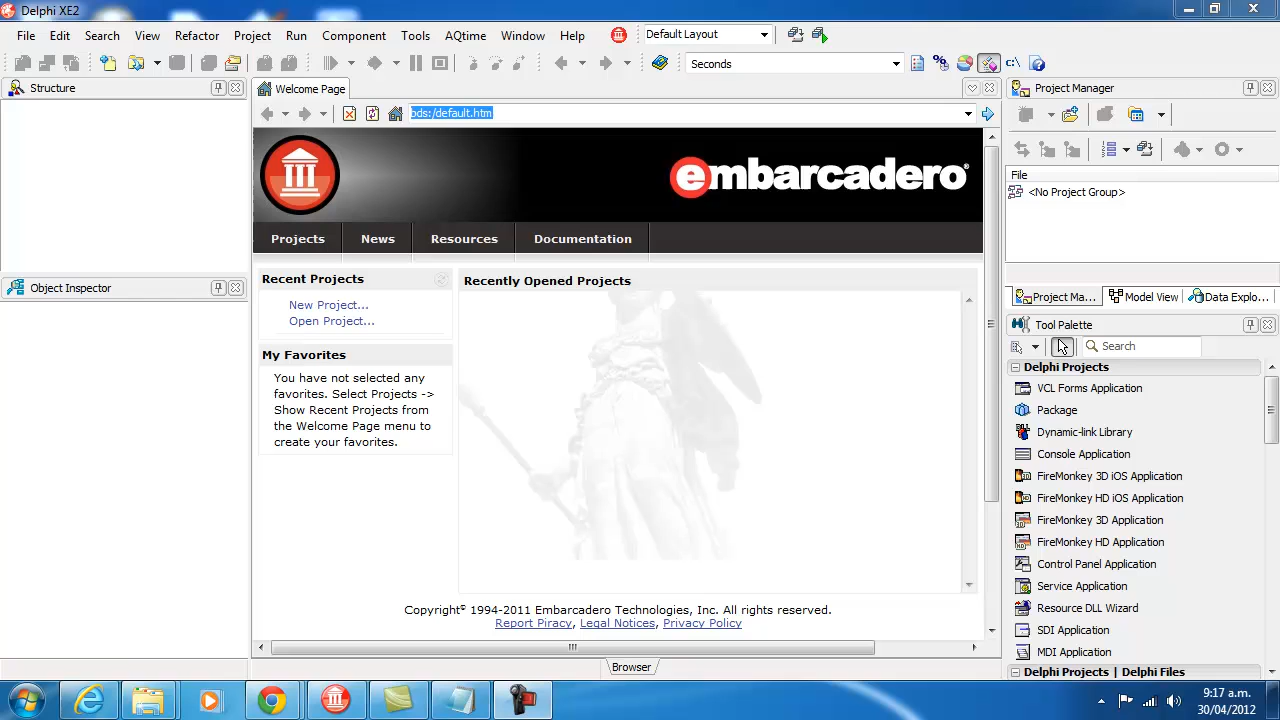 Delphi XE2
File Edit Search View Refactor Project Run Component Tools AQtime Window Help Default Layout
Seconds
Structure
Object Inspector
Welcome Page
bds:/default.htm
embarcadero®
Projects News Resources Documentation
Recent Projects
New Project...
Open Project...
My Favorites
You have not selected any
favorites. Select Projects ->
Show Recent Projects from
the Welcome Page menu to
create your favorites.
Recently Opened Projects
Copyright© 1994-2011 Embarcadero Technologies, Inc. All rights reserved.
Report Piracy, Legal Notices, Privacy Policy
Browser
Project Manager
File
<No Project Group>
Project Ma... Model View Data Explo...
Tool Palette
Search
Delphi Projects
VCL Forms Application
Package
Dynamic-link Library
Console Application
FireMonkey 3D iOS Application
FireMonkey HD iOS Application
FireMonkey 3D Application
FireMonkey HD Application
Control Panel Application
Service Application
Resource DLL Wizard
SDI Application
MDI Application
Delphi Projects | Delphi Files
9:17 a.m.
30/04/2012